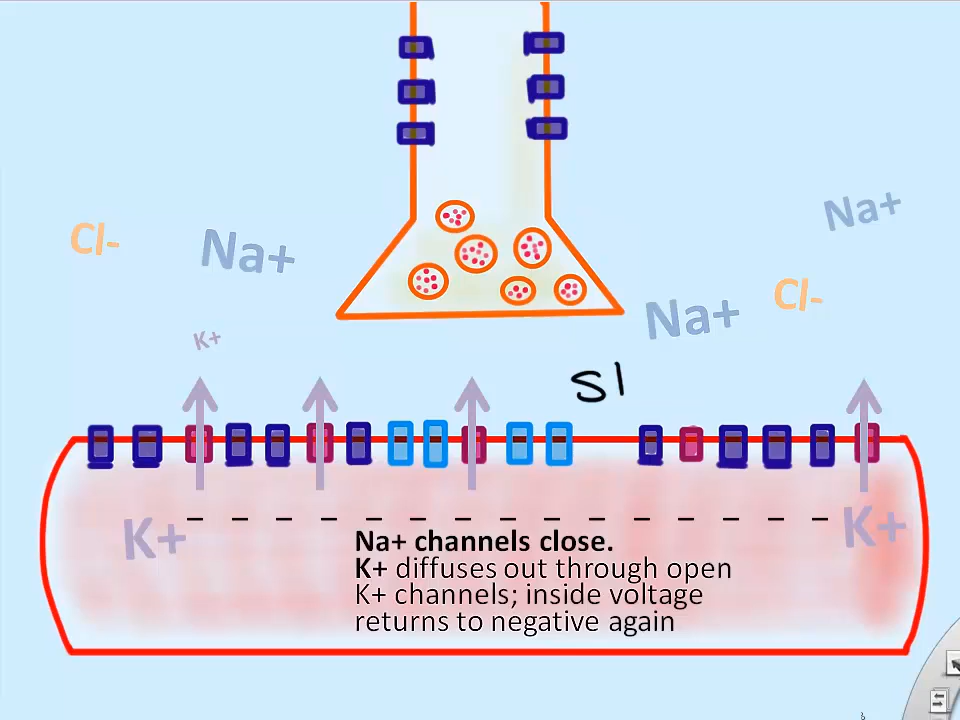 Na+
Cl-
Na+
Cl-
Na+
K+
Sl
K+
K+
Na+ channels close.
K+ diffuses out through open
K+ channels; inside voltage
returns to negative again